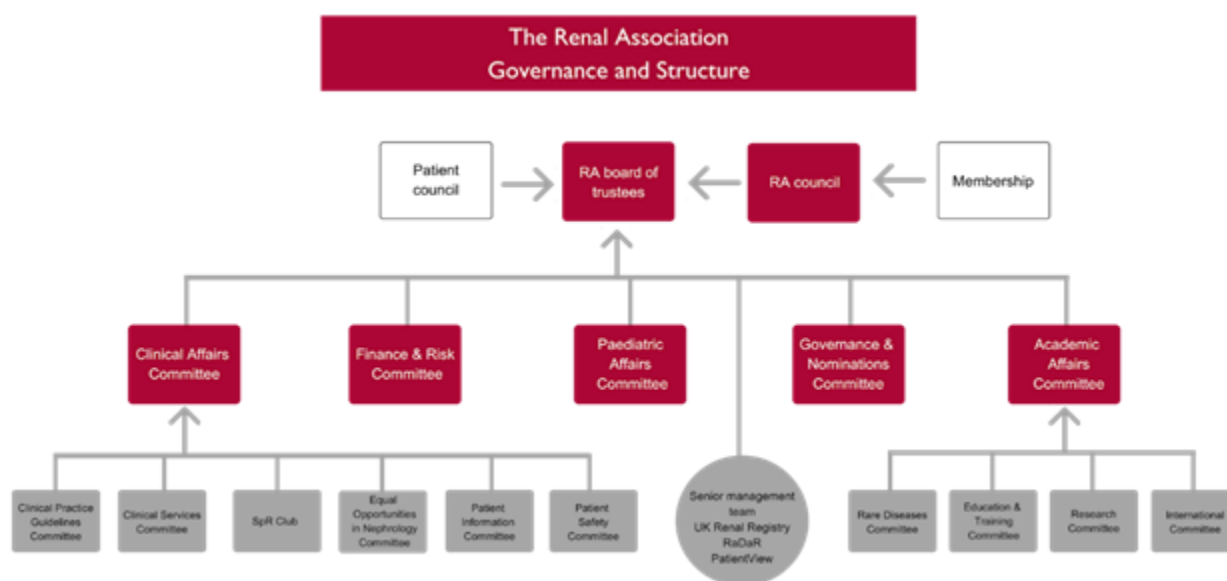 The Renal Association
Governance and Structure
Patient
council
RA board of
trustees
RA council
Membership
Clinical Affairs
Committee
Finance & Risk
Committee
Paediatric
Affairs
Committee
Governance &
Nominations
Committee
Academic
Affairs
Committee
Clinical Practice
Guidelines
Committee
Clinical Services
Committee
SpR Club
Equal
Opportunities
in Nephrology
Committee
Patient
Information
Committee
Patient
Safety
Committee
Senior management
team
UK Renal Registry
RaDaR
PatientView
Rare Diseases
Committee
Education &
Training
Committee
Research
Committee
International
Committee